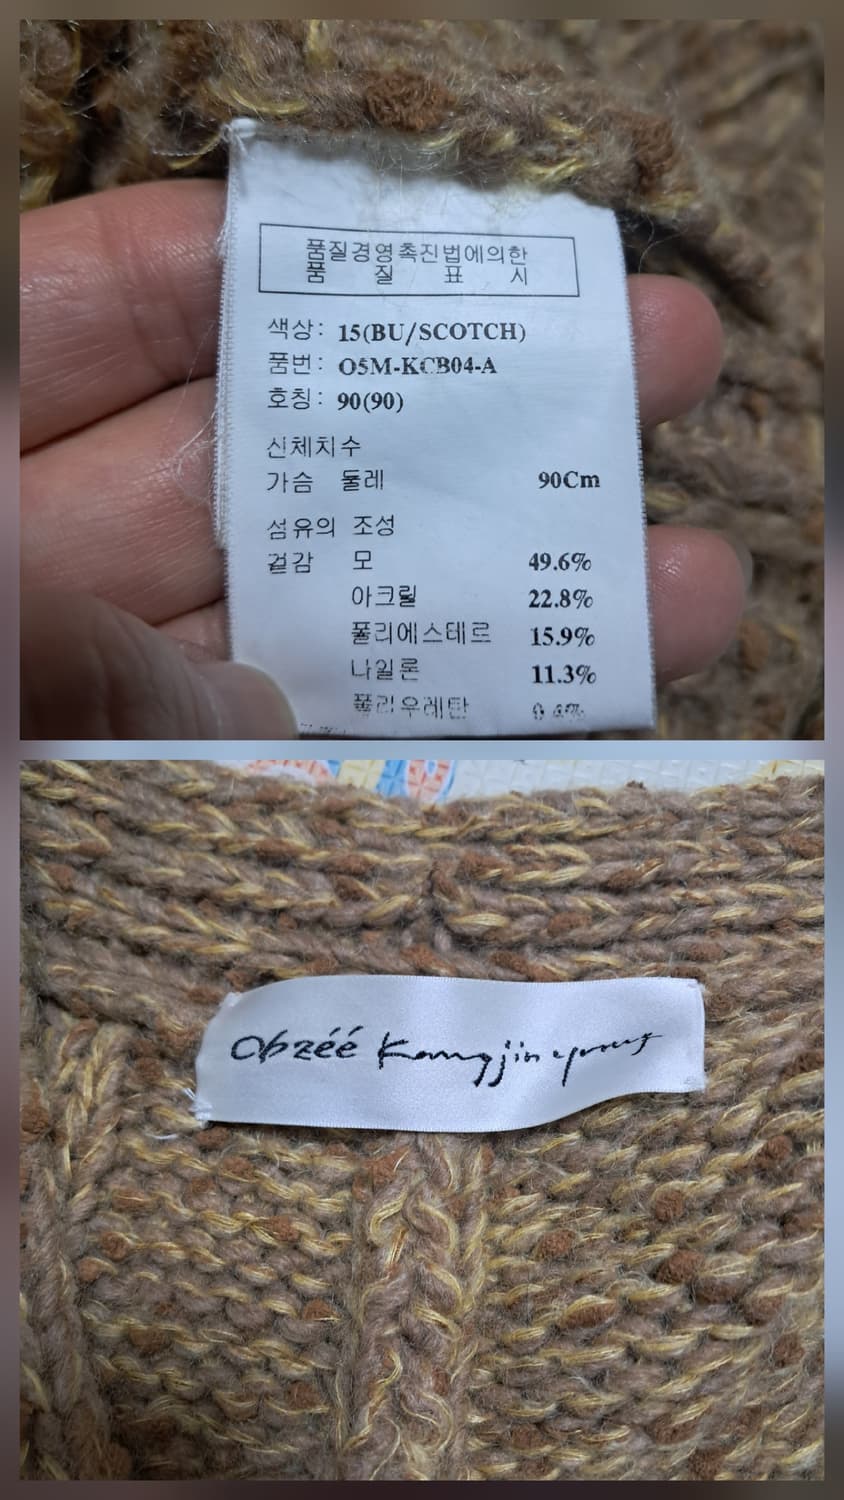 품질경영촉진법에의한
품 질 표 시
색상: 15(BU/SCOTCH)
품번: O5M-KCB04-A
호칭: 90(90)
신체치수
가슴 둘레 90Cm
섬유의 조성
겉감 모 49.6%
아크릴 22.8%
폴리에스테르 15.9%
나일론 11.3%
폴리우레탄 0.4%
Obzéé Kangjinyoung